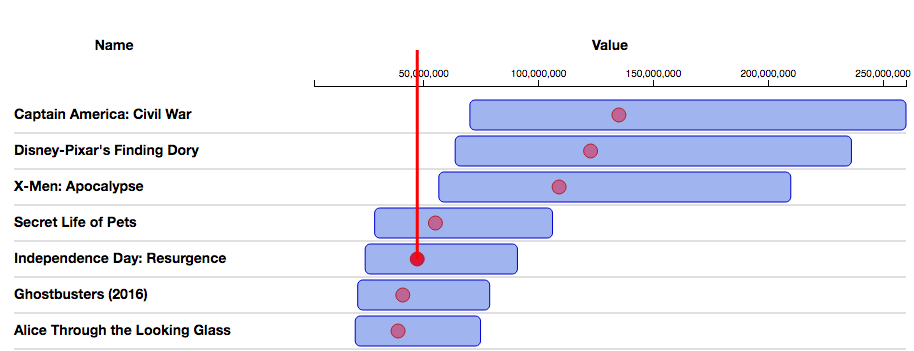 Name Value
50,000,000 100,000,000 150,000,000 200,000,000 250,000,000
Captain America: Civil War
Disney-Pixar's Finding Dory
X-Men: Apocalypse
Secret Life of Pets
Independence Day: Resurgence
Ghostbusters (2016)
Alice Through the Looking Glass